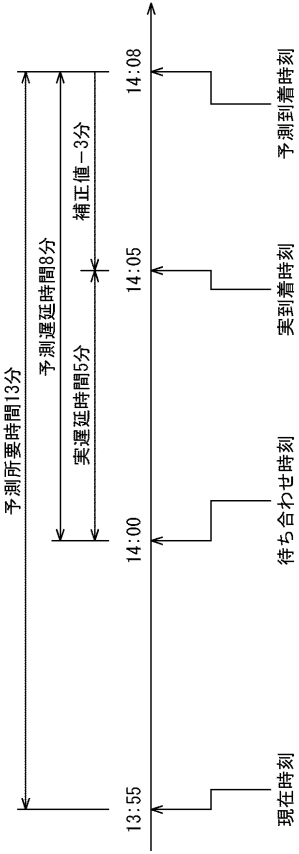 予測所要時間13分
予測遅延時間8分
実遅延時間5分
補正値−3分
13:55
14:00
14:05
14:08
現在時刻
待ち合わせ時刻
実到着時刻
予測到着時刻